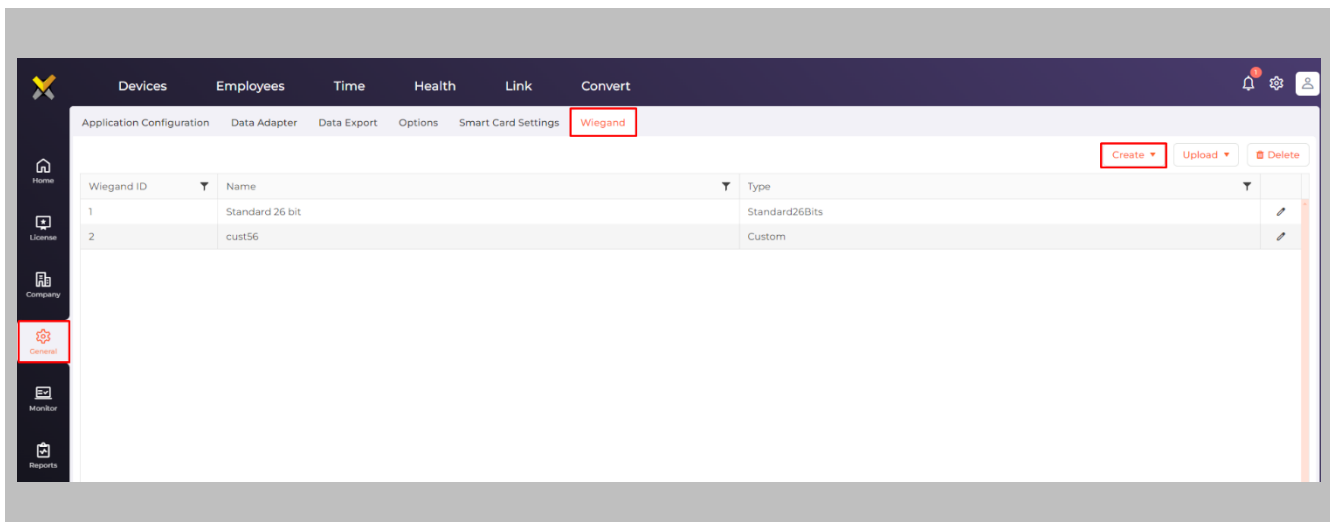 1
Devices Employees Time Health Link Convert
Application Configuration Data Adapter Data Export Options Smart Card Settings Wiegand
Create Upload Delete
Home
Wiegand ID Name Type
1 Standard 26 bit Standard26Bits
License
2 cust56 Custom
Company
General
Monitor
Reports